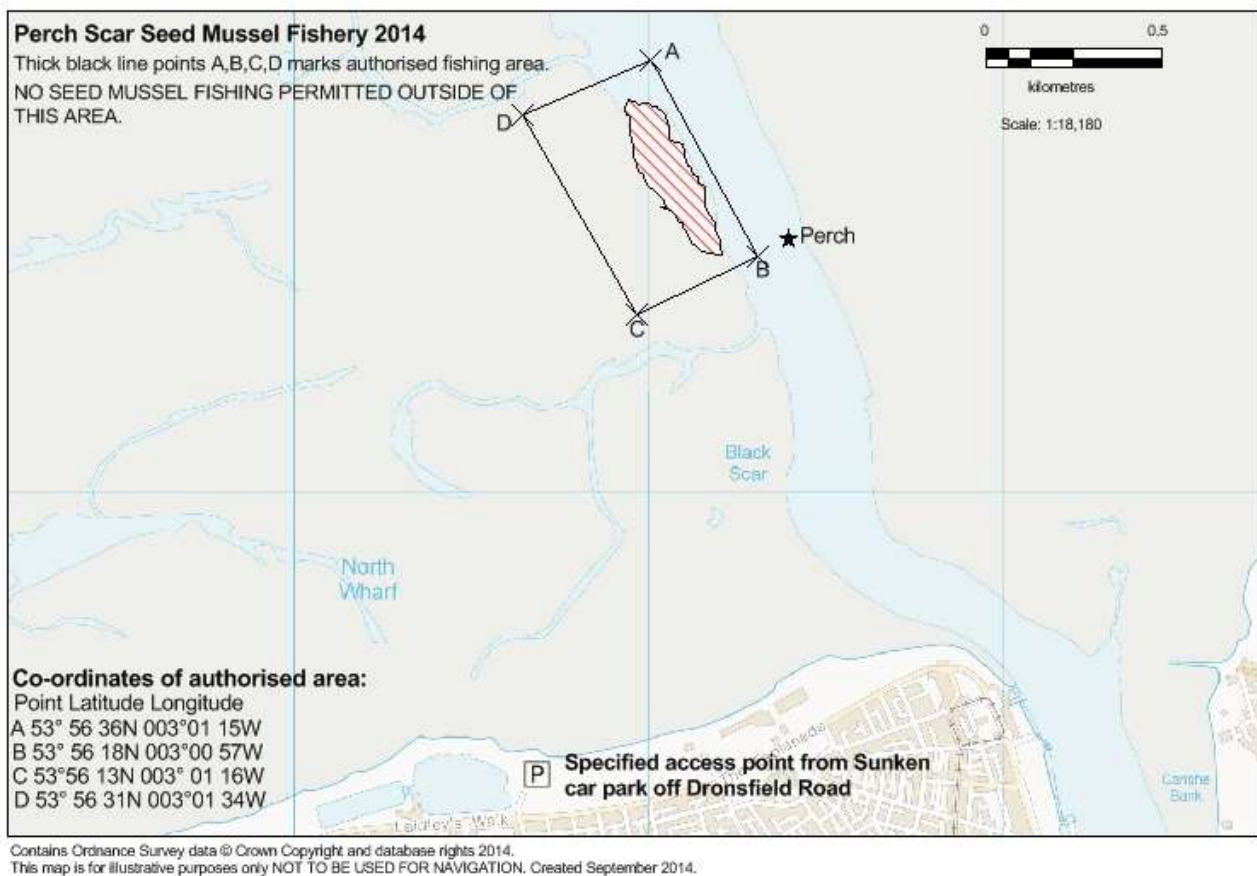 Perch Scar Seed Mussel Fishery 2014
Thick black line points A,B,C,D marks authorised fishing area.
NO SEED MUSSEL FISHING PERMITTED OUTSIDE OF
THIS AREA.
0 0.5
kilometres
Scale: 1:18,180
A
D
Perch
B
C
Black
Scar
North
Wharf
Co-ordinates of authorised area:
Point Latitude Longitude
A 53° 56 36N 003°01 15W
B 53° 56 18N 003°00 57W
C 53°56 13N 003° 01 16W
D 53° 56 31N 003°01 34W
P
Specified access point from Sunken
car park off Dronsfield Road
Laidley's Walk
Bank
Contains Ordnance Survey data © Crown Copyright and database rights 2014.
This map is for illustrative purposes only NOT TO BE USED FOR NAVIGATION. Created September 2014.